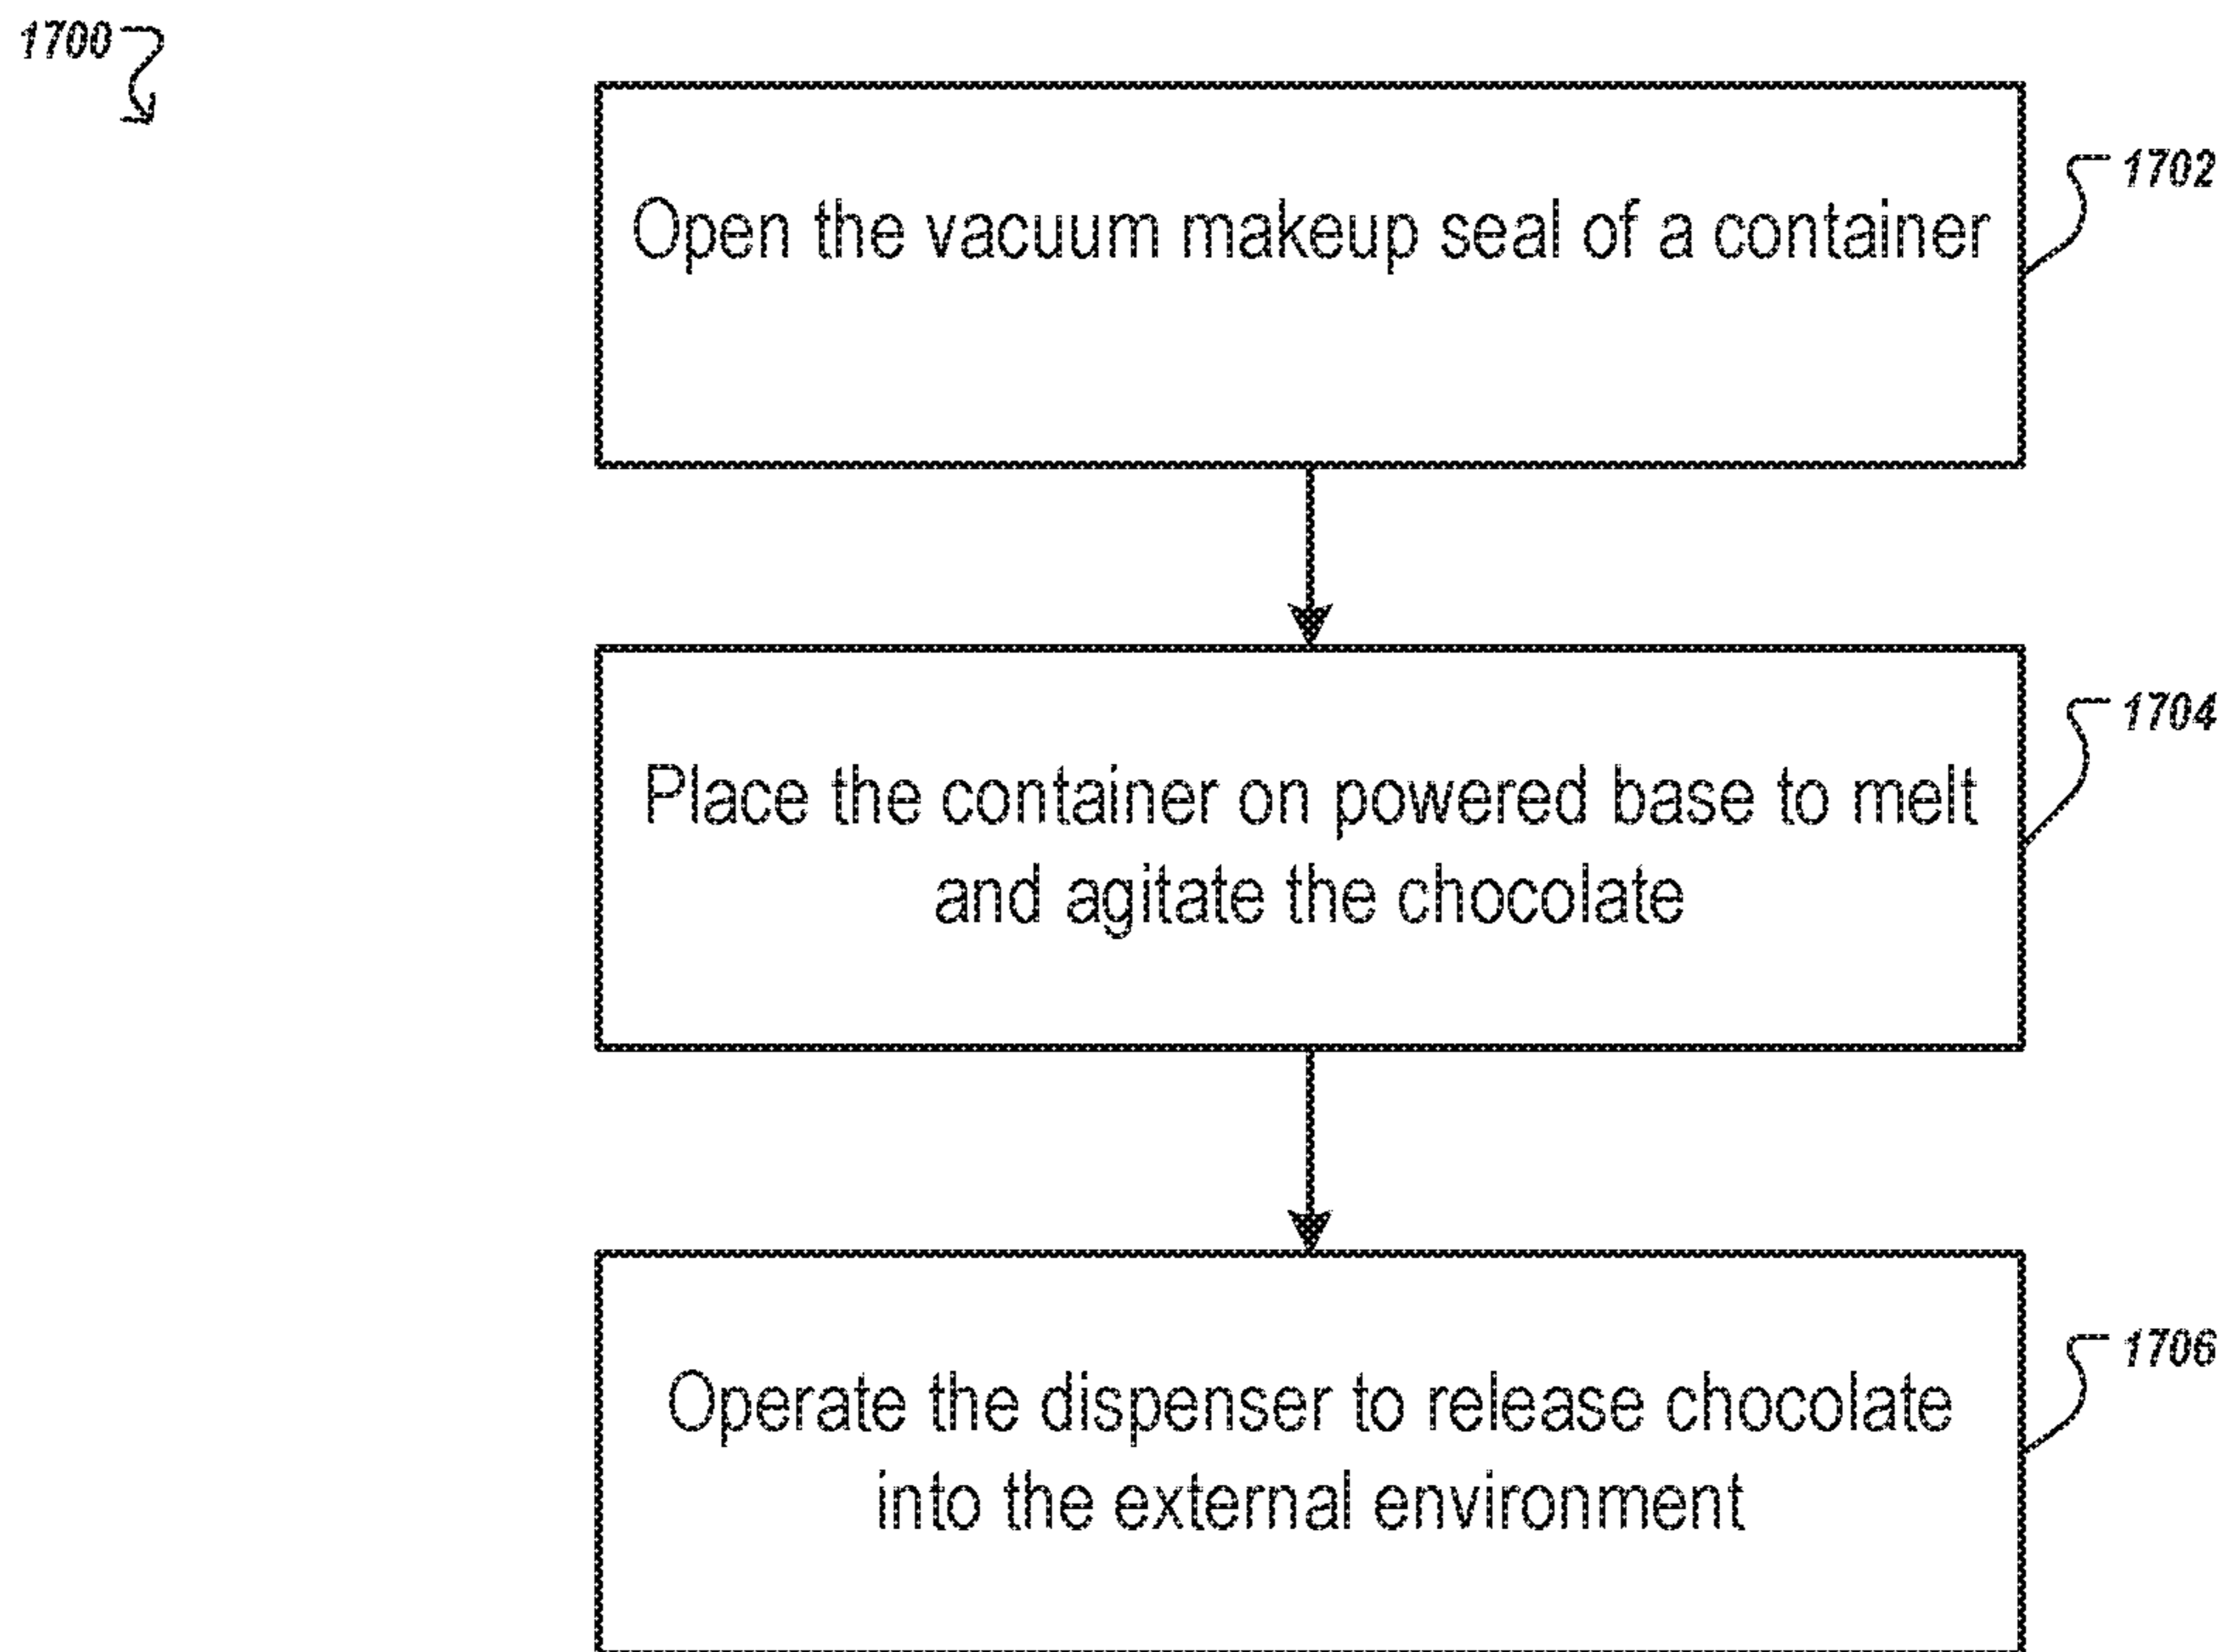 1700
Open the vacuum makeup seal of a container
1702
Place the container on powered base to melt
and agitate the chocolate
1704
Operate the dispenser to release chocolate
into the external environment
1706